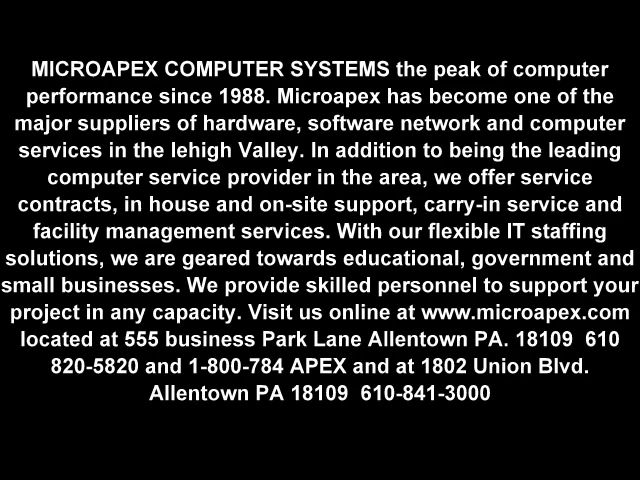 MICROAPEX COMPUTER SYSTEMS the peak of computer
performance since 1988. Microapex has become one of the
major suppliers of hardware, software network and computer
services in the lehigh Valley. In addition to being the leading
computer service provider in the area, we offer service
contracts, in house and on-site support, carry-in service and
facility management services. With our flexible IT staffing
solutions, we are geared towards educational, government and
small businesses. We provide skilled personnel to support your
project in any capacity. Visit us online at www.microapex.com
located at 555 business Park Lane Allentown PA. 18109  610
820-5820 and 1-800-784 APEX and at 1802 Union Blvd.
Allentown PA 18109  610-841-3000